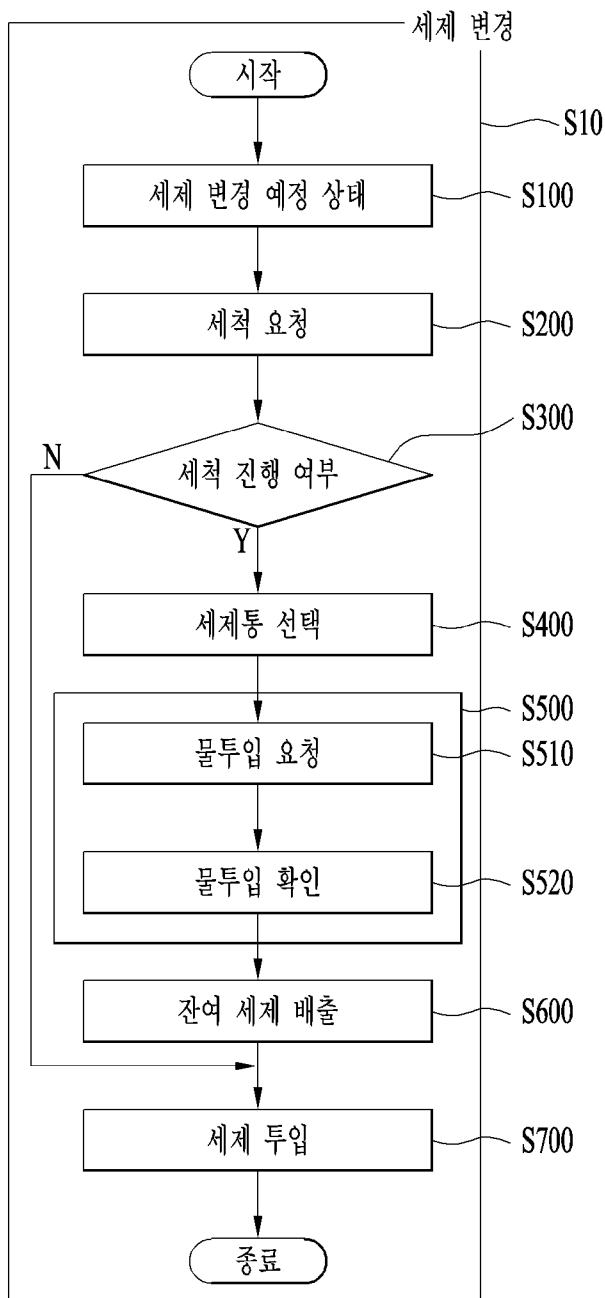 세제 변경
시작
S10
세제 변경 예정 상태
S100
세척 요청
S200
S300
N
세척 진행 여부
Y
세제통 선택
S400
S500
물투입 요청
S510
물투입 확인
S520
잔여 세제 배출
S600
세제 투입
S700
종료